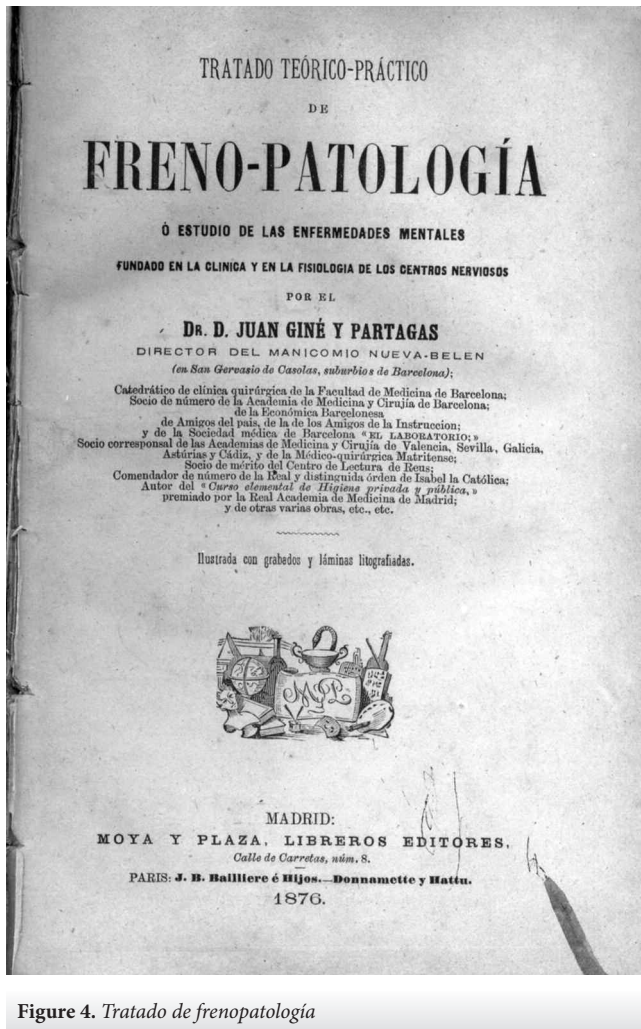 TRATADO TEÓRICO-PRÁCTICO
DE
FRENO-PATOLOGÍA
Ó ESTUDIO DE LAS ENFERMEDADES MENTALES
FUNDADO EN LA CLINICA Y EN LA FISIOLOGIA DE LOS CENTROS NERVIOSOS
POR EL
DR. D. JUAN GINÉ Y PARTAGAS
DIRECTOR DEL MANICOMIO NUEVA-BELEN
(en San Gervasio de Casolas, suburbios de Barcelona);
Catedrático de clínica quirúrgica de la Facultad de Medicina de Barcelona;
Socio de número de la Academia de Medicina y Cirujía de Barcelona;
de la Económica Barcelonesa
de Amigos del país, de la de los Amigos de la Instruccion;
y de la Sociedad médica de Barcelona "EL LABORATORIO;»
Socio corresponsal de las Academias de Medicina y Cirujía de Valencia, Sevilla, Galicia,
Astúrias y Cádiz, y de la Médico-quirúrgica Matritense;
Socio de mérito del Centro de Lectura de Reus;
Comendador de número de la Real y distinguida órden de Isabel la Católica;
Autor del "Curso elemental de Higiene privada y pública,»
premiado por la Real Academia de Medicina de Madrid;
y de otras varias obras, etc., etc.
Ilustrada con grabados y láminas litografiadas.
MADRID:
MOYA Y PLAZA, LIBREROS EDITORES,
Calle de Carretas, núm. 8.
PARIS: J. B. Bailliere é Hijos.—Donnamette y Hattu.
1876.
Figure 4. Tratado de frenopatología